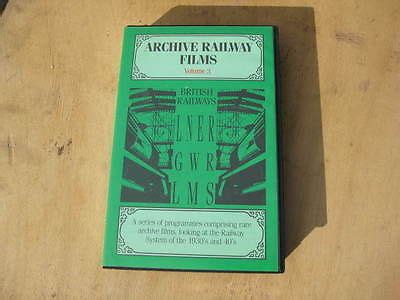 ARCHIVE RAILWAY
FILMS
Volume 3
BRITISH
RAILWAYS
LNER
GWR
LMS
A series of programmes comprising rare
archive films, looking at the Railway
System of the 1930's and 40's